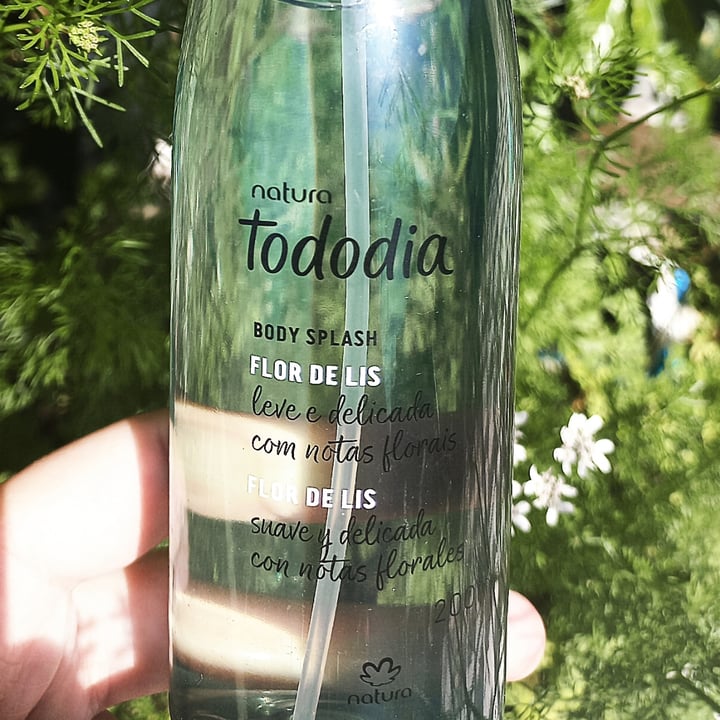 natura
tododia
BODY SPLASH
FLOR DE LIS
leve e delicada
com notas florais
FLOR DE LIS
suave y delicada
con notas florales
200
natura